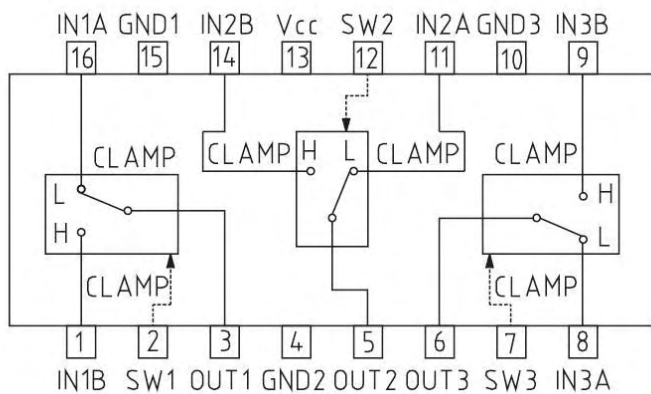 IN1A GND1 IN2B Vcc SW2 IN2A GND3 IN3B
16 15 14 13 12 11 10 9
CLAMP CLAMP H L CLAMP CLAMP
L H
H L
CLAMP CLAMP
1 2 3 4 5 6 7 8
IN1B SW1 OUT1 GND2 OUT2 OUT3 SW3 IN3A